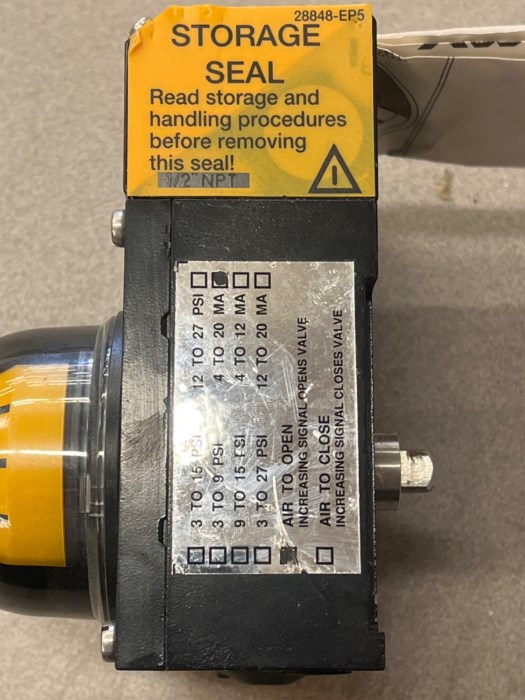 28848-EP5
STORAGE
SEAL
Read storage and
handling procedures
before removing
this seal!
1/2" NPT
3 TO 15 PSI 12 TO 27 PSI
3 TO 9 PSI 4 TO 20 MA
9 TO 15 PSI 4 TO 12 MA
3 TO 27 PSI 12 TO 20 MA
AIR TO OPEN
INCREASING SIGNAL OPENS VALVE
AIR TO CLOSE
INCREASING SIGNAL CLOSES VALVE